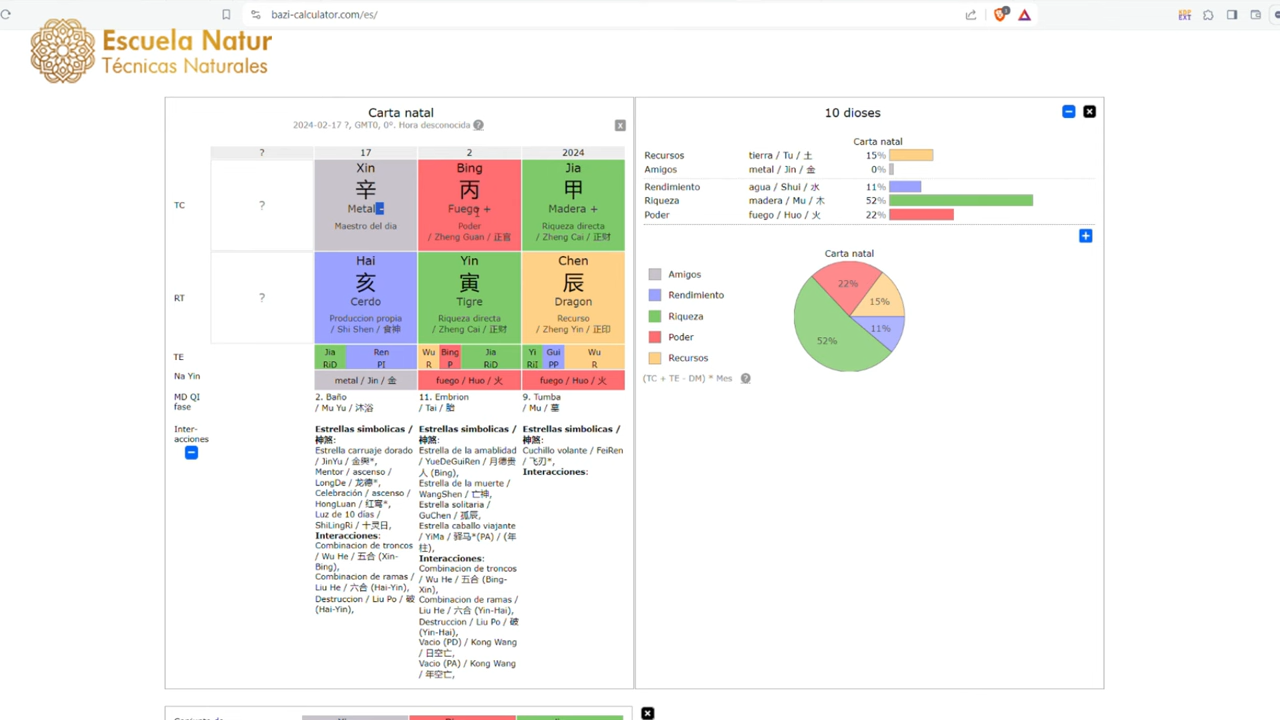 bazi-calculator.com/es/
Escuela Natur
Técnicas Naturales
Carta natal
2024-02-17 ?, GMT0, 0°. Hora desconocida ?
x
? 17 2 2024
TC
?
Xin
辛
Metal -
Maestro del dia
Bing
丙
Fuego +
Poder
/ Zheng Guan / 正官
Jia
甲
Madera +
Riqueza directa
/ Zheng Cai / 正财
RT
?
Hai
亥
Cerdo
Produccion propia
/ Shi Shen / 食神
Yin
寅
Tigre
Riqueza directa
/ Zheng Cai / 正财
Chen
辰
Dragon
Recurso
/ Zheng Yin / 正印
TE
Jia Ren
RiD PI
Wu Bing Jia
R P RiD
Yi Gui Wu
RiI PP R
Na Yin
metal / Jin / 金
fuego / Huo / 火
fuego / Huo / 火
MD QI
fase
2. Baño
/ Mu Yu / 沐浴
11. Embrion
/ Tai / 胎
9. Tumba
/ Mu / 墓
Inter-
acciones
Estrellas simbolicas /
神煞:
Estrella carruaje dorado
/ JinYu / 金舆*,
Mentor / ascenso /
LongDe / 龙德*,
Celebración / ascenso /
HongLuan / 红鸾*,
Luz de 10 dias /
ShiLingRi / 十灵日,
Interacciones:
Combinacion de troncos
/ Wu He / 五合 (Xin-
Bing),
Combinacion de ramas /
Liu He / 六合 (Hai-Yin),
Destruccion / Liu Po / 破
(Hai-Yin),
Estrellas simbolicas /
神煞:
Estrella de la amablidad
/ YueDeGuiRen / 月德贵
人 (Bing),
Estrella de la muerte /
WangShen / 亡神,
Estrella solitaria /
GuChen / 孤辰,
Estrella caballo viajante
/ YiMa / 驿马*(PA) / (年
柱),
Interacciones:
Combinacion de troncos
/ Wu He / 五合 (Bing-
Xin),
Combinacion de ramas /
Liu He / 六合 (Yin-Hai),
Destruccion / Liu Po / 破
(Yin-Hai),
Vacio (PD) / Kong Wang
/ 日空亡,
Vacio (PA) / Kong Wang
/ 年空亡,
Estrellas simbolicas /
神煞:
Cuchillo volante / FeiRen
/ 飞刃*,
Interacciones:
10 dioses
Carta natal
Recursos tierra / Tu / 土 15%
Amigos metal / Jin / 金 0%
Rendimiento agua / Shui / 水 11%
Riqueza madera / Mu / 木 52%
Poder fuego / Huo / 火 22%
Carta natal
Amigos
Rendimiento
Riqueza
Poder
Recursos
22%
15%
11%
52%
(TC + TE - DM) * Mes ?